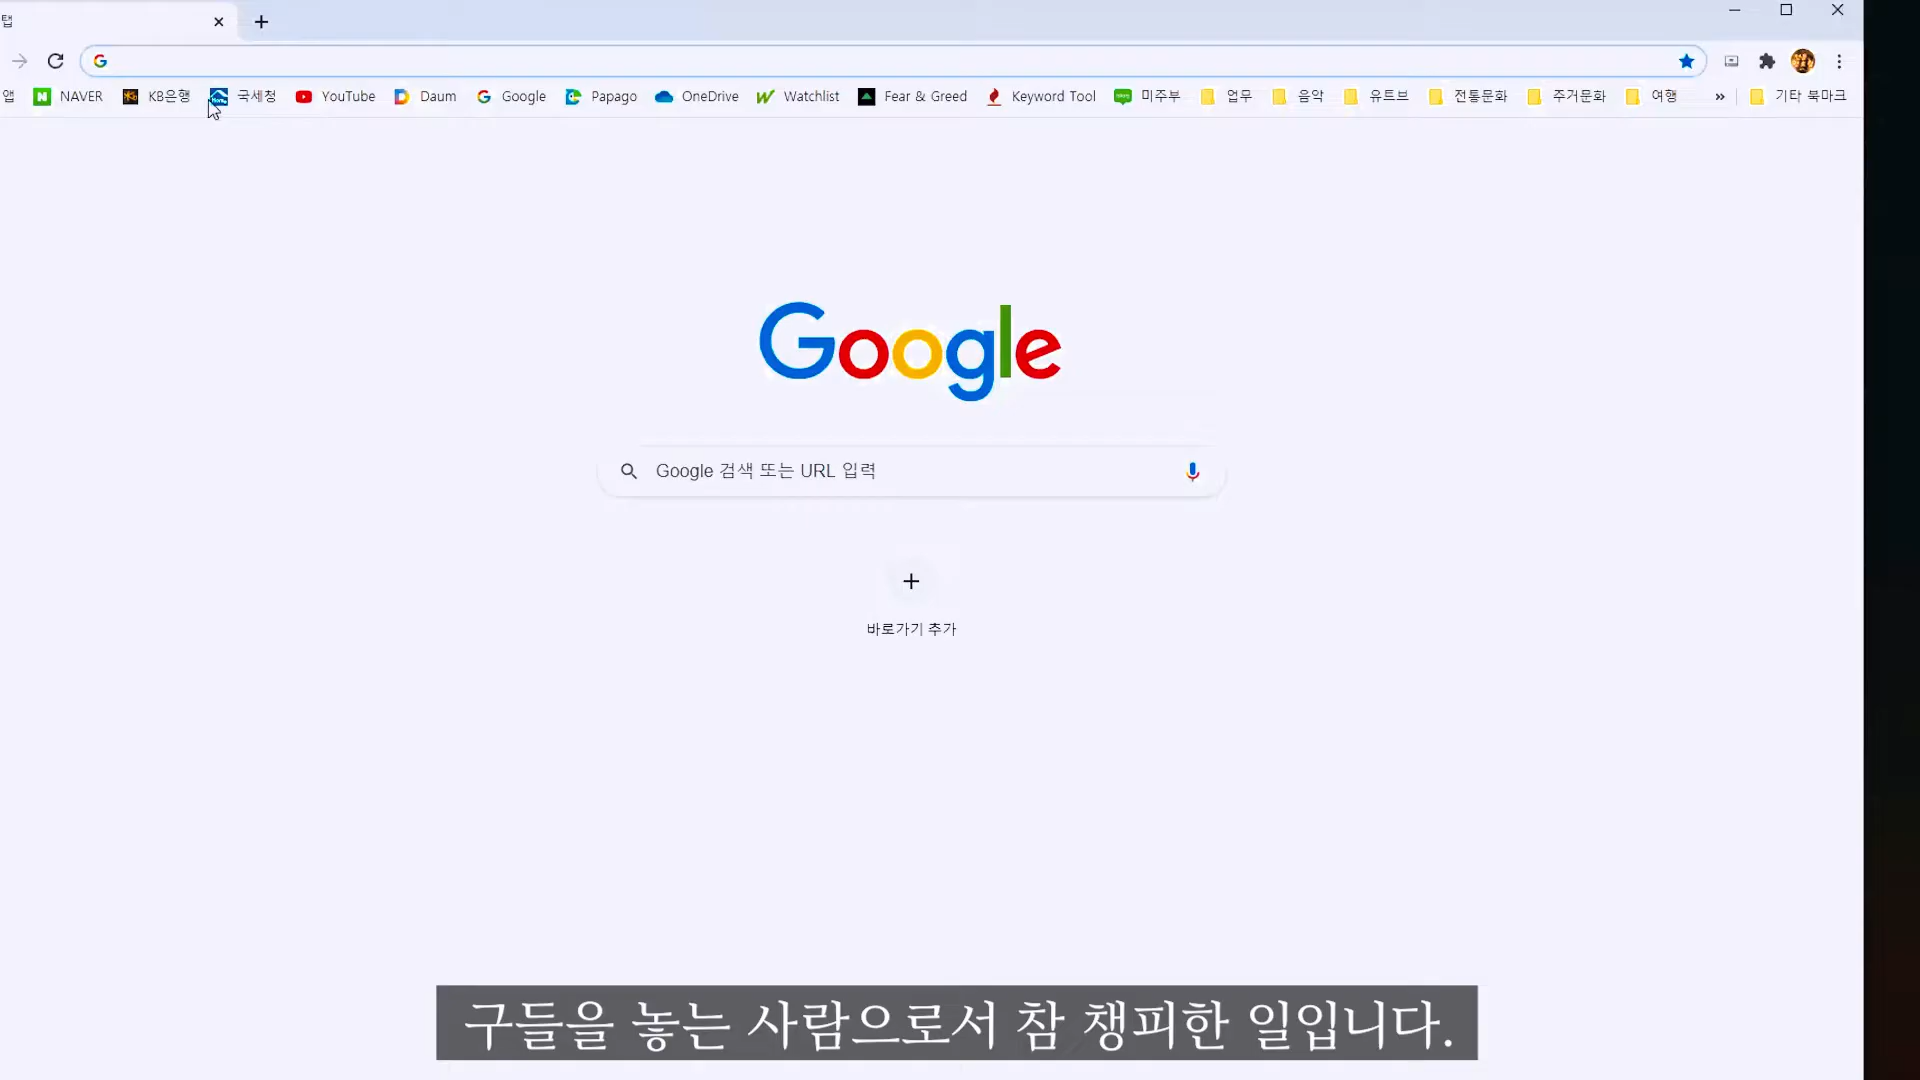 탭
앱 NAVER KB은행 국세청 YouTube Daum Google Papago OneDrive Watchlist Fear & Greed Keyword Tool 미주부 업무 음악 유트브 전통문화 주거문화 여행 » 기타 북마크
Google
Google 검색 또는 URL 입력
바로가기 추가
구들을 놓는 사람으로서 참 챙피한 일입니다.